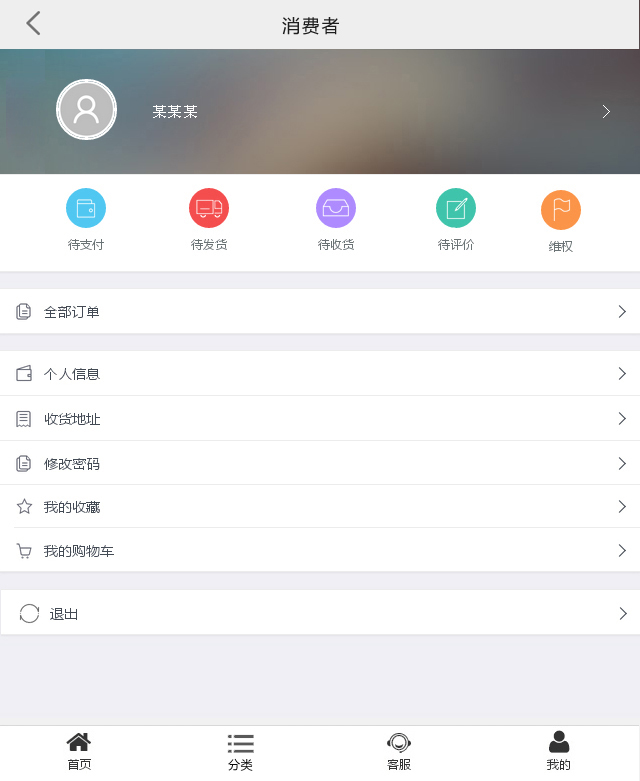 消费者
某某某
待支付 待发货 待收货 待评价 维权
全部订单
个人信息
收货地址
修改密码
我的收藏
我的购物车
退出
首页 分类 客服 我的